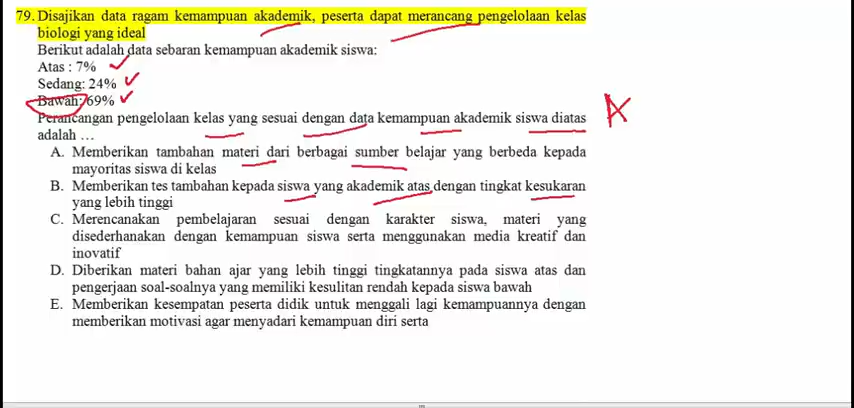 79. Disajikan data ragam kemampuan akademik, peserta dapat merancang pengelolaan kelas
biologi yang ideal
Berikut adalah data sebaran kemampuan akademik siswa:
Atas : 7%
Sedang: 24%
Bawah: 69%
Perancangan pengelolaan kelas yang sesuai dengan data kemampuan akademik siswa diatas
adalah …
A. Memberikan tambahan materi dari berbagai sumber belajar yang berbeda kepada
mayoritas siswa di kelas
B. Memberikan tes tambahan kepada siswa yang akademik atas dengan tingkat kesukaran
yang lebih tinggi
C. Merencanakan pembelajaran sesuai dengan karakter siswa, materi yang
disederhanakan dengan kemampuan siswa serta menggunakan media kreatif dan
inovatif
D. Diberikan materi bahan ajar yang lebih tinggi tingkatannya pada siswa atas dan
pengerjaan soal-soalnya yang memiliki kesulitan rendah kepada siswa bawah
E. Memberikan kesempatan peserta didik untuk menggali lagi kemampuannya dengan
memberikan motivasi agar menyadari kemampuan diri serta